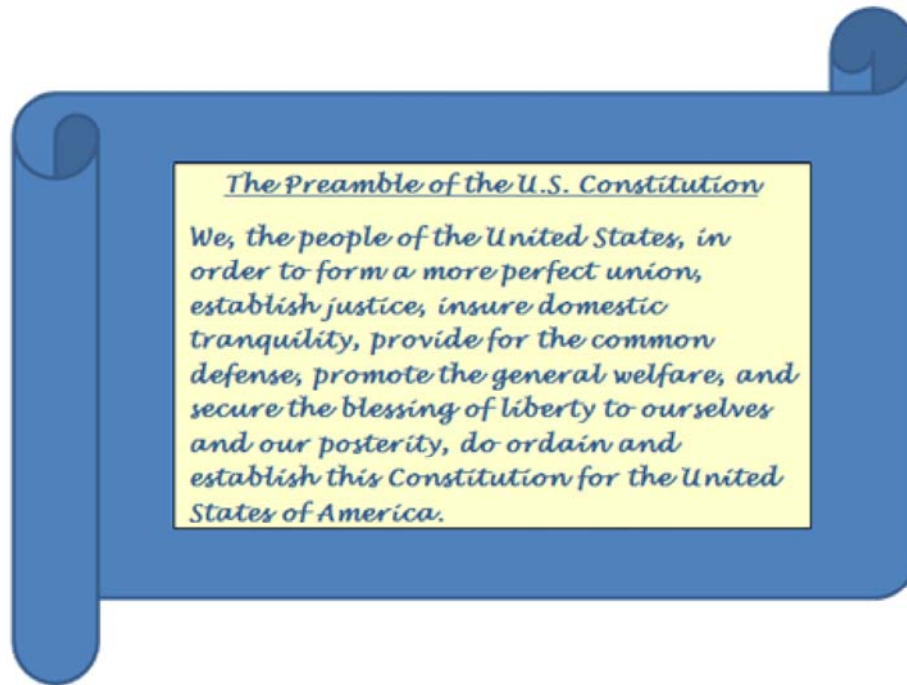 The Preamble of the U.S. Constitution
We, the people of the United States, in
order to form a more perfect union,
establish justice, insure domestic
tranquility, provide for the common
defense, promote the general welfare, and
secure the blessing of liberty to ourselves
and our posterity, do ordain and
establish this Constitution for the United
States of America.